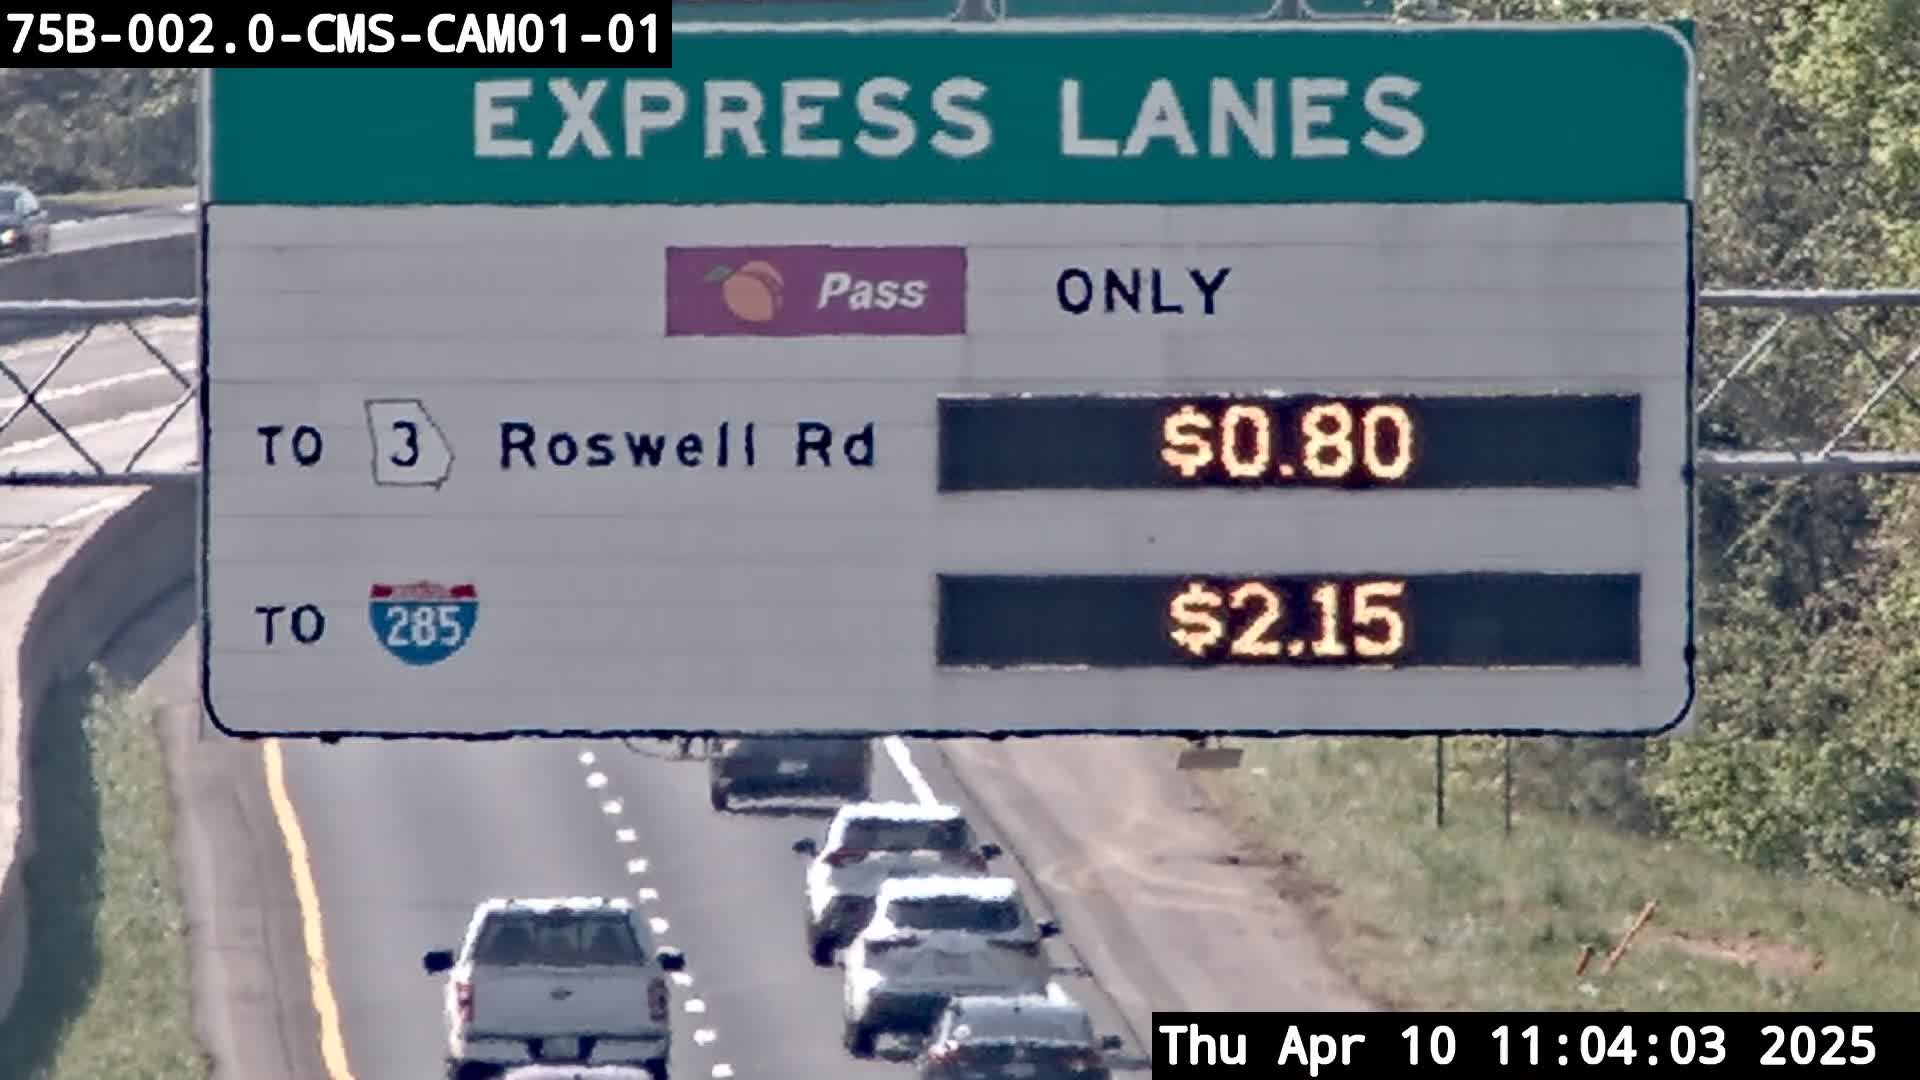 75B-002.0-CMS-CAM01-01
EXPRESS LANES
Pass ONLY
TO 3 Roswell Rd $0.80
TO 285 $2.15
Thu Apr 10 11:04:03 2025